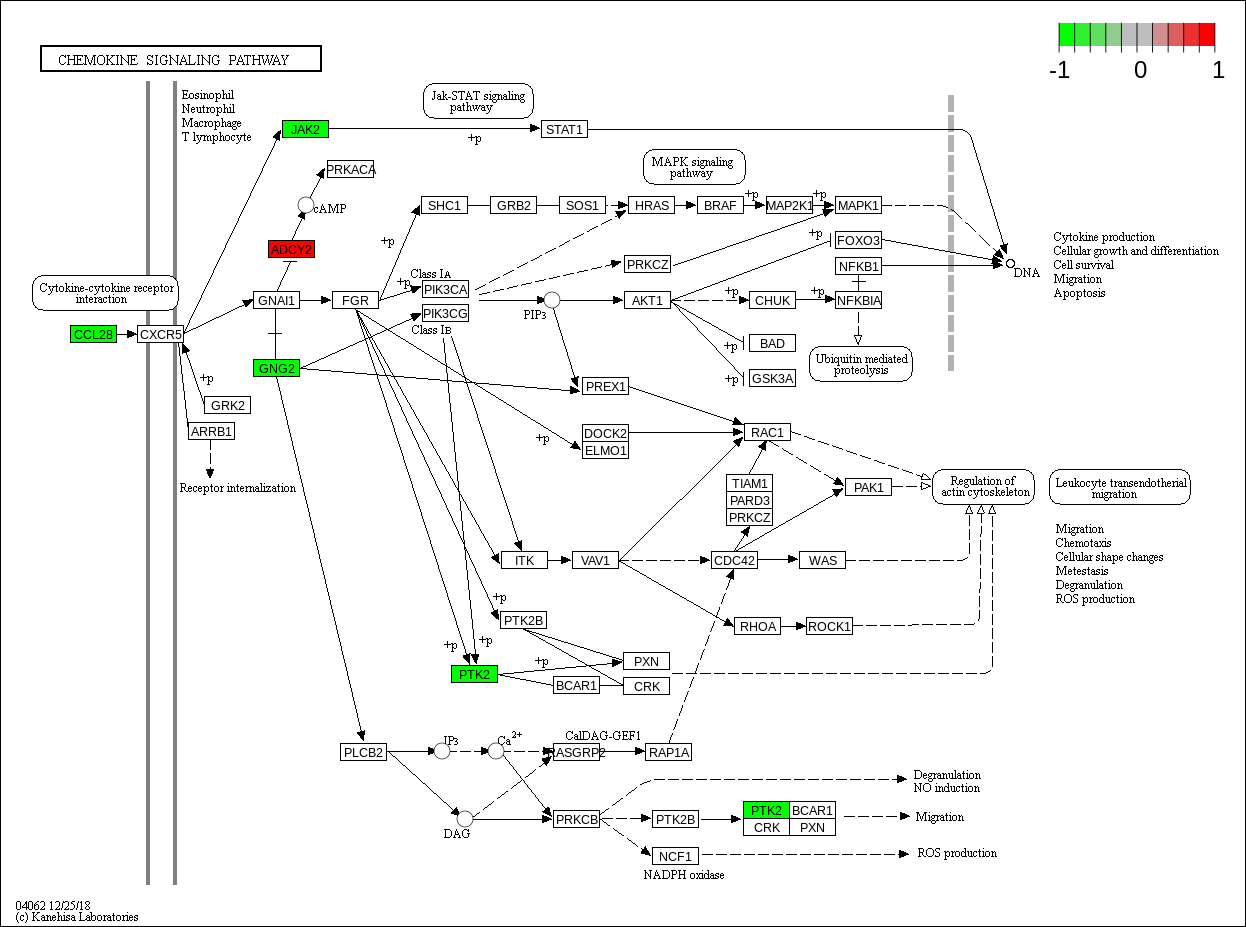 CHEMOKINE SIGNALING PATHWAY
-1 0 1
Eosinophil
Neutrophil
Macrophage
T lymphocyte
Jak-STAT signaling
pathway
JAK2
+p
STAT1
PRKACA
cAMP
ADCY2
MAPK signaling
pathway
SHC1
GRB2
SOS1
HRAS
+p
BRAF
+p
MAP2K1
MAPK1
+p
+p
FOXO3
PRKCZ
NFKB1
DNA
Cytokine production
Cellular growth and differentiation
Cell survival
Migration
Apoptosis
Cytokine-cytokine receptor
interaction
Class IA
+p
PIK3CA
GNAI1
FGR
PIK3CG
Class IB
PIP3
AKT1
+p
CHUK
+p
NFKBIA
CCL28
CXCR5
+p
BAD
Ubiquitin mediated
proteolysis
GNG2
+p
+p
GSK3A
PREX1
GRK2
ARRB1
Receptor internalization
+p
DOCK2
ELMO1
RAC1
TIAM1
PARD3
PRKCZ
PAK1
Regulation of
actin cytoskeleton
Leukocyte transendotherial
migration
Migration
Chemotaxis
Cellular shape changes
Metestasis
Degranulation
ROS production
ITK
VAV1
CDC42
WAS
+p
PTK2B
RHOA
ROCK1
+p
+p
+p
PTK2
PXN
BCAR1
CRK
PLCB2
IP3
Ca2+
CalDAG-GEF1
RASGRP2
RAP1A
DAG
PRKCB
Degranulation
NO induction
PTK2B
PTK2
BCAR1
CRK
PXN
Migration
NCF1
NADPH oxidase
ROS production
04062 12/25/18
(c) Kanehisa Laboratories